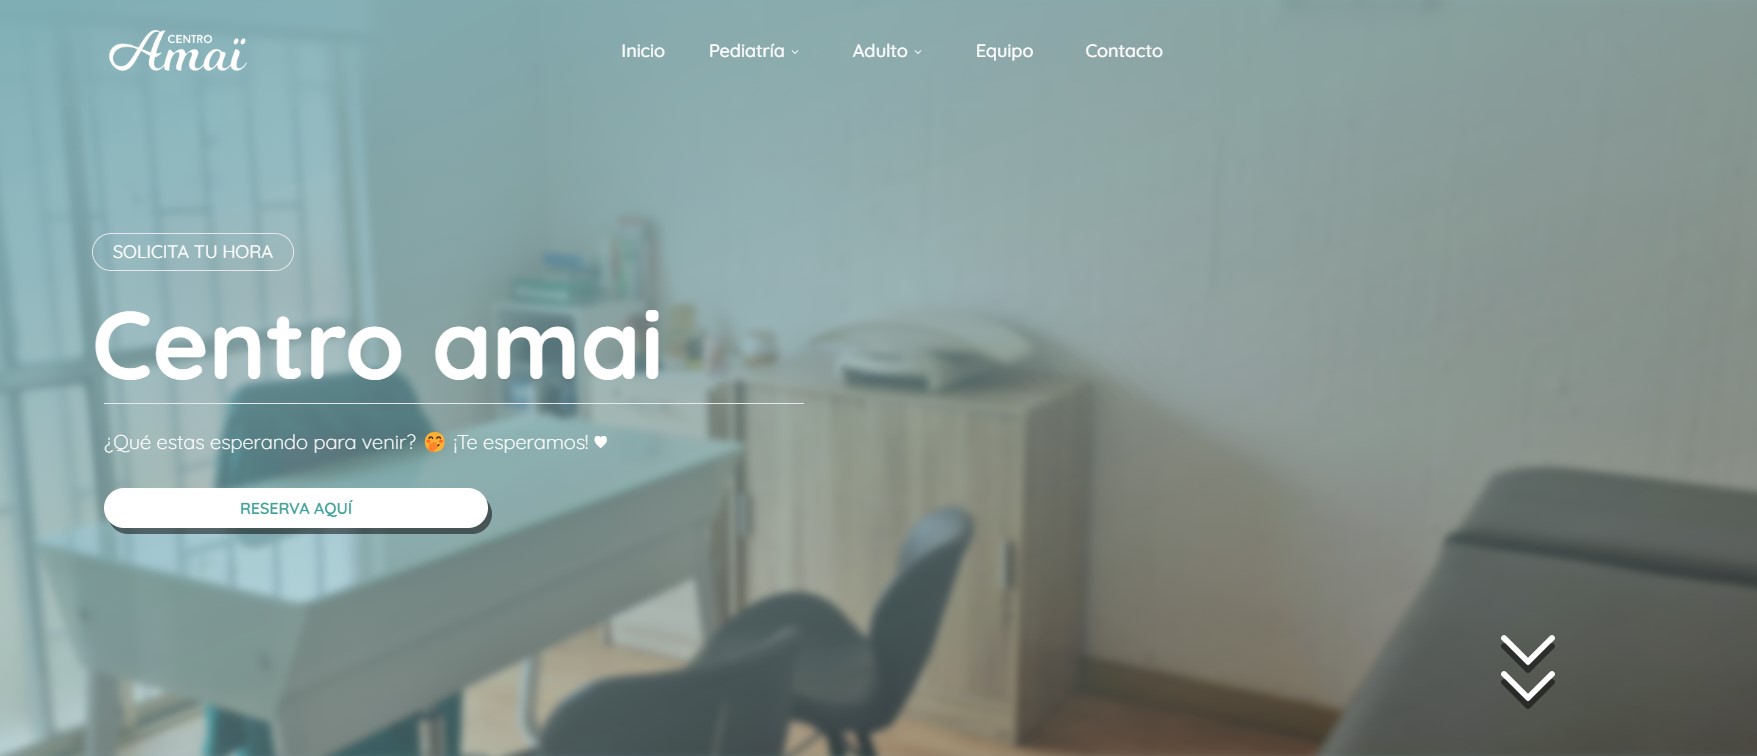 CENTRO
Amaï
Inicio
Pediatría
Adulto
Equipo
Contacto
SOLICITA TU HORA
Centro amai
¿Qué estas esperando para venir? 🤭 ¡Te esperamos! ♥
RESERVA AQUÍ